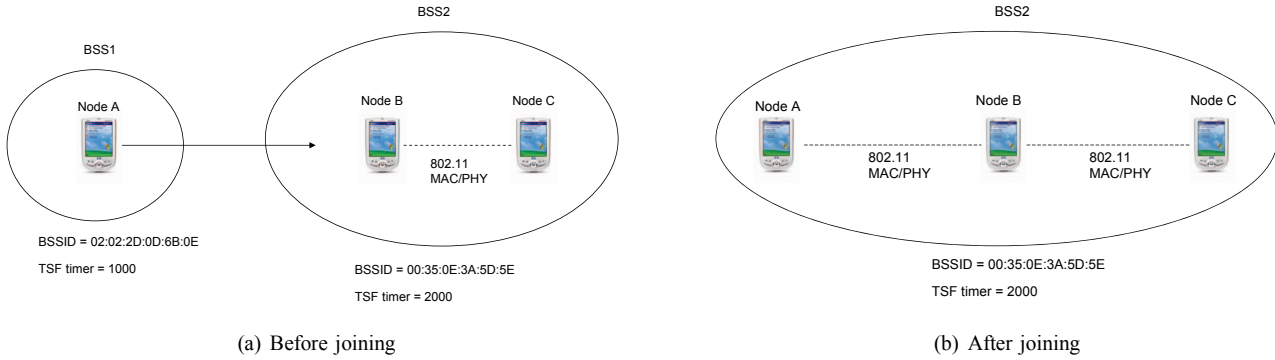 BSS1
Node A
BSSID = 02:02:2D:0D:6B:0E
TSF timer = 1000
BSS2
Node B
Node C
802.11
MAC/PHY
BSSID = 00:35:0E:3A:5D:5E
TSF timer = 2000
(a) Before joining
BSS2
Node A
Node B
Node C
802.11
MAC/PHY
802.11
MAC/PHY
BSSID = 00:35:0E:3A:5D:5E
TSF timer = 2000
(b) After joining